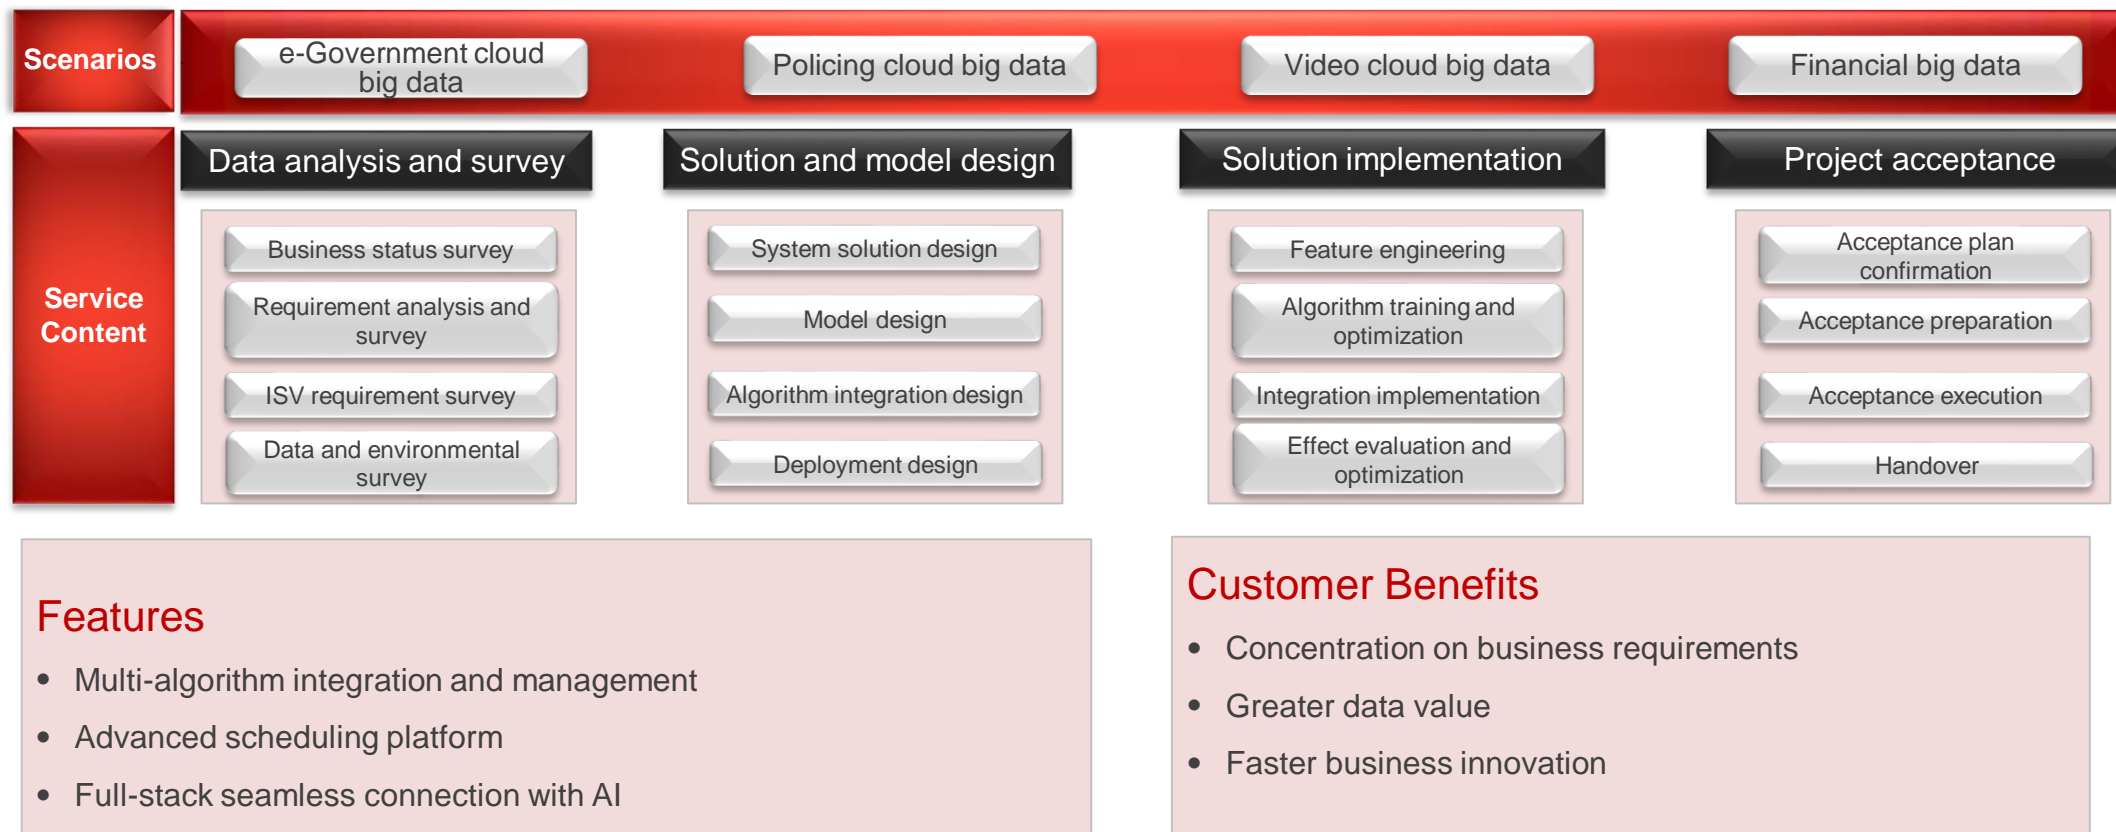 Scenarios
e-Government cloud
big data
Policing cloud big data
Video cloud big data
Financial big data
Service
Content
Data analysis and survey
Business status survey
Requirement analysis and
survey
ISV requirement survey
Data and environmental
survey
Solution and model design
System solution design
Model design
Algorithm integration design
Deployment design
Solution implementation
Feature engineering
Algorithm training and
optimization
Integration implementation
Effect evaluation and
optimization
Project acceptance
Acceptance plan
confirmation
Acceptance preparation
Acceptance execution
Handover
Features
• Multi-algorithm integration and management
• Advanced scheduling platform
• Full-stack seamless connection with AI
Customer Benefits
• Concentration on business requirements
• Greater data value
• Faster business innovation